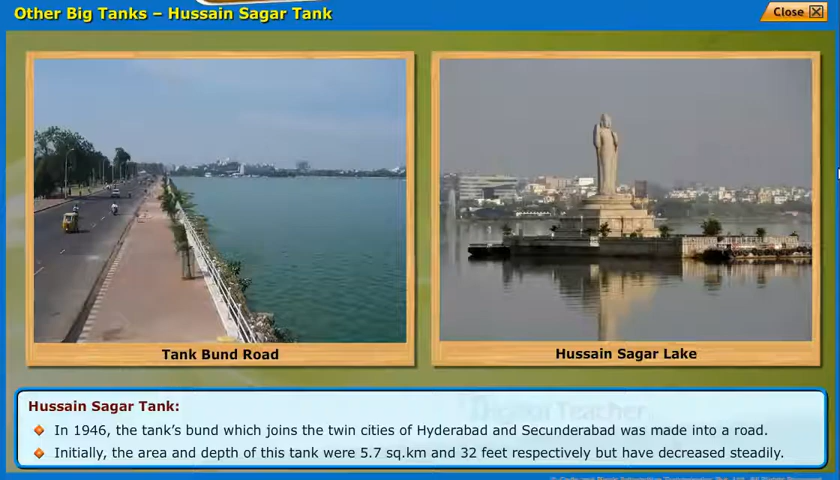 Other Big Tanks – Hussain Sagar Tank
Close
Tank Bund Road
Hussain Sagar Lake
Hussain Sagar Tank:
In 1946, the tank's bund which joins the twin cities of Hyderabad and Secunderabad was made into a road.
Initially, the area and depth of this tank were 5.7 sq.km and 32 feet respectively but have decreased steadily.
Teacher